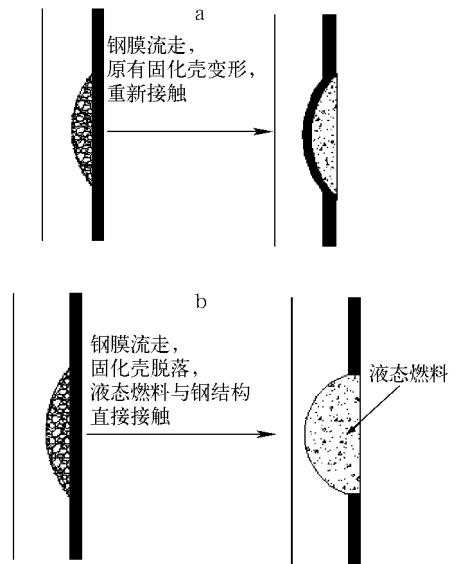 a
钢膜流走，
原有固化壳变形，
重新接触
b
钢膜流走，
固化壳脱落，
液态燃料与钢结构
直接接触
液态燃料